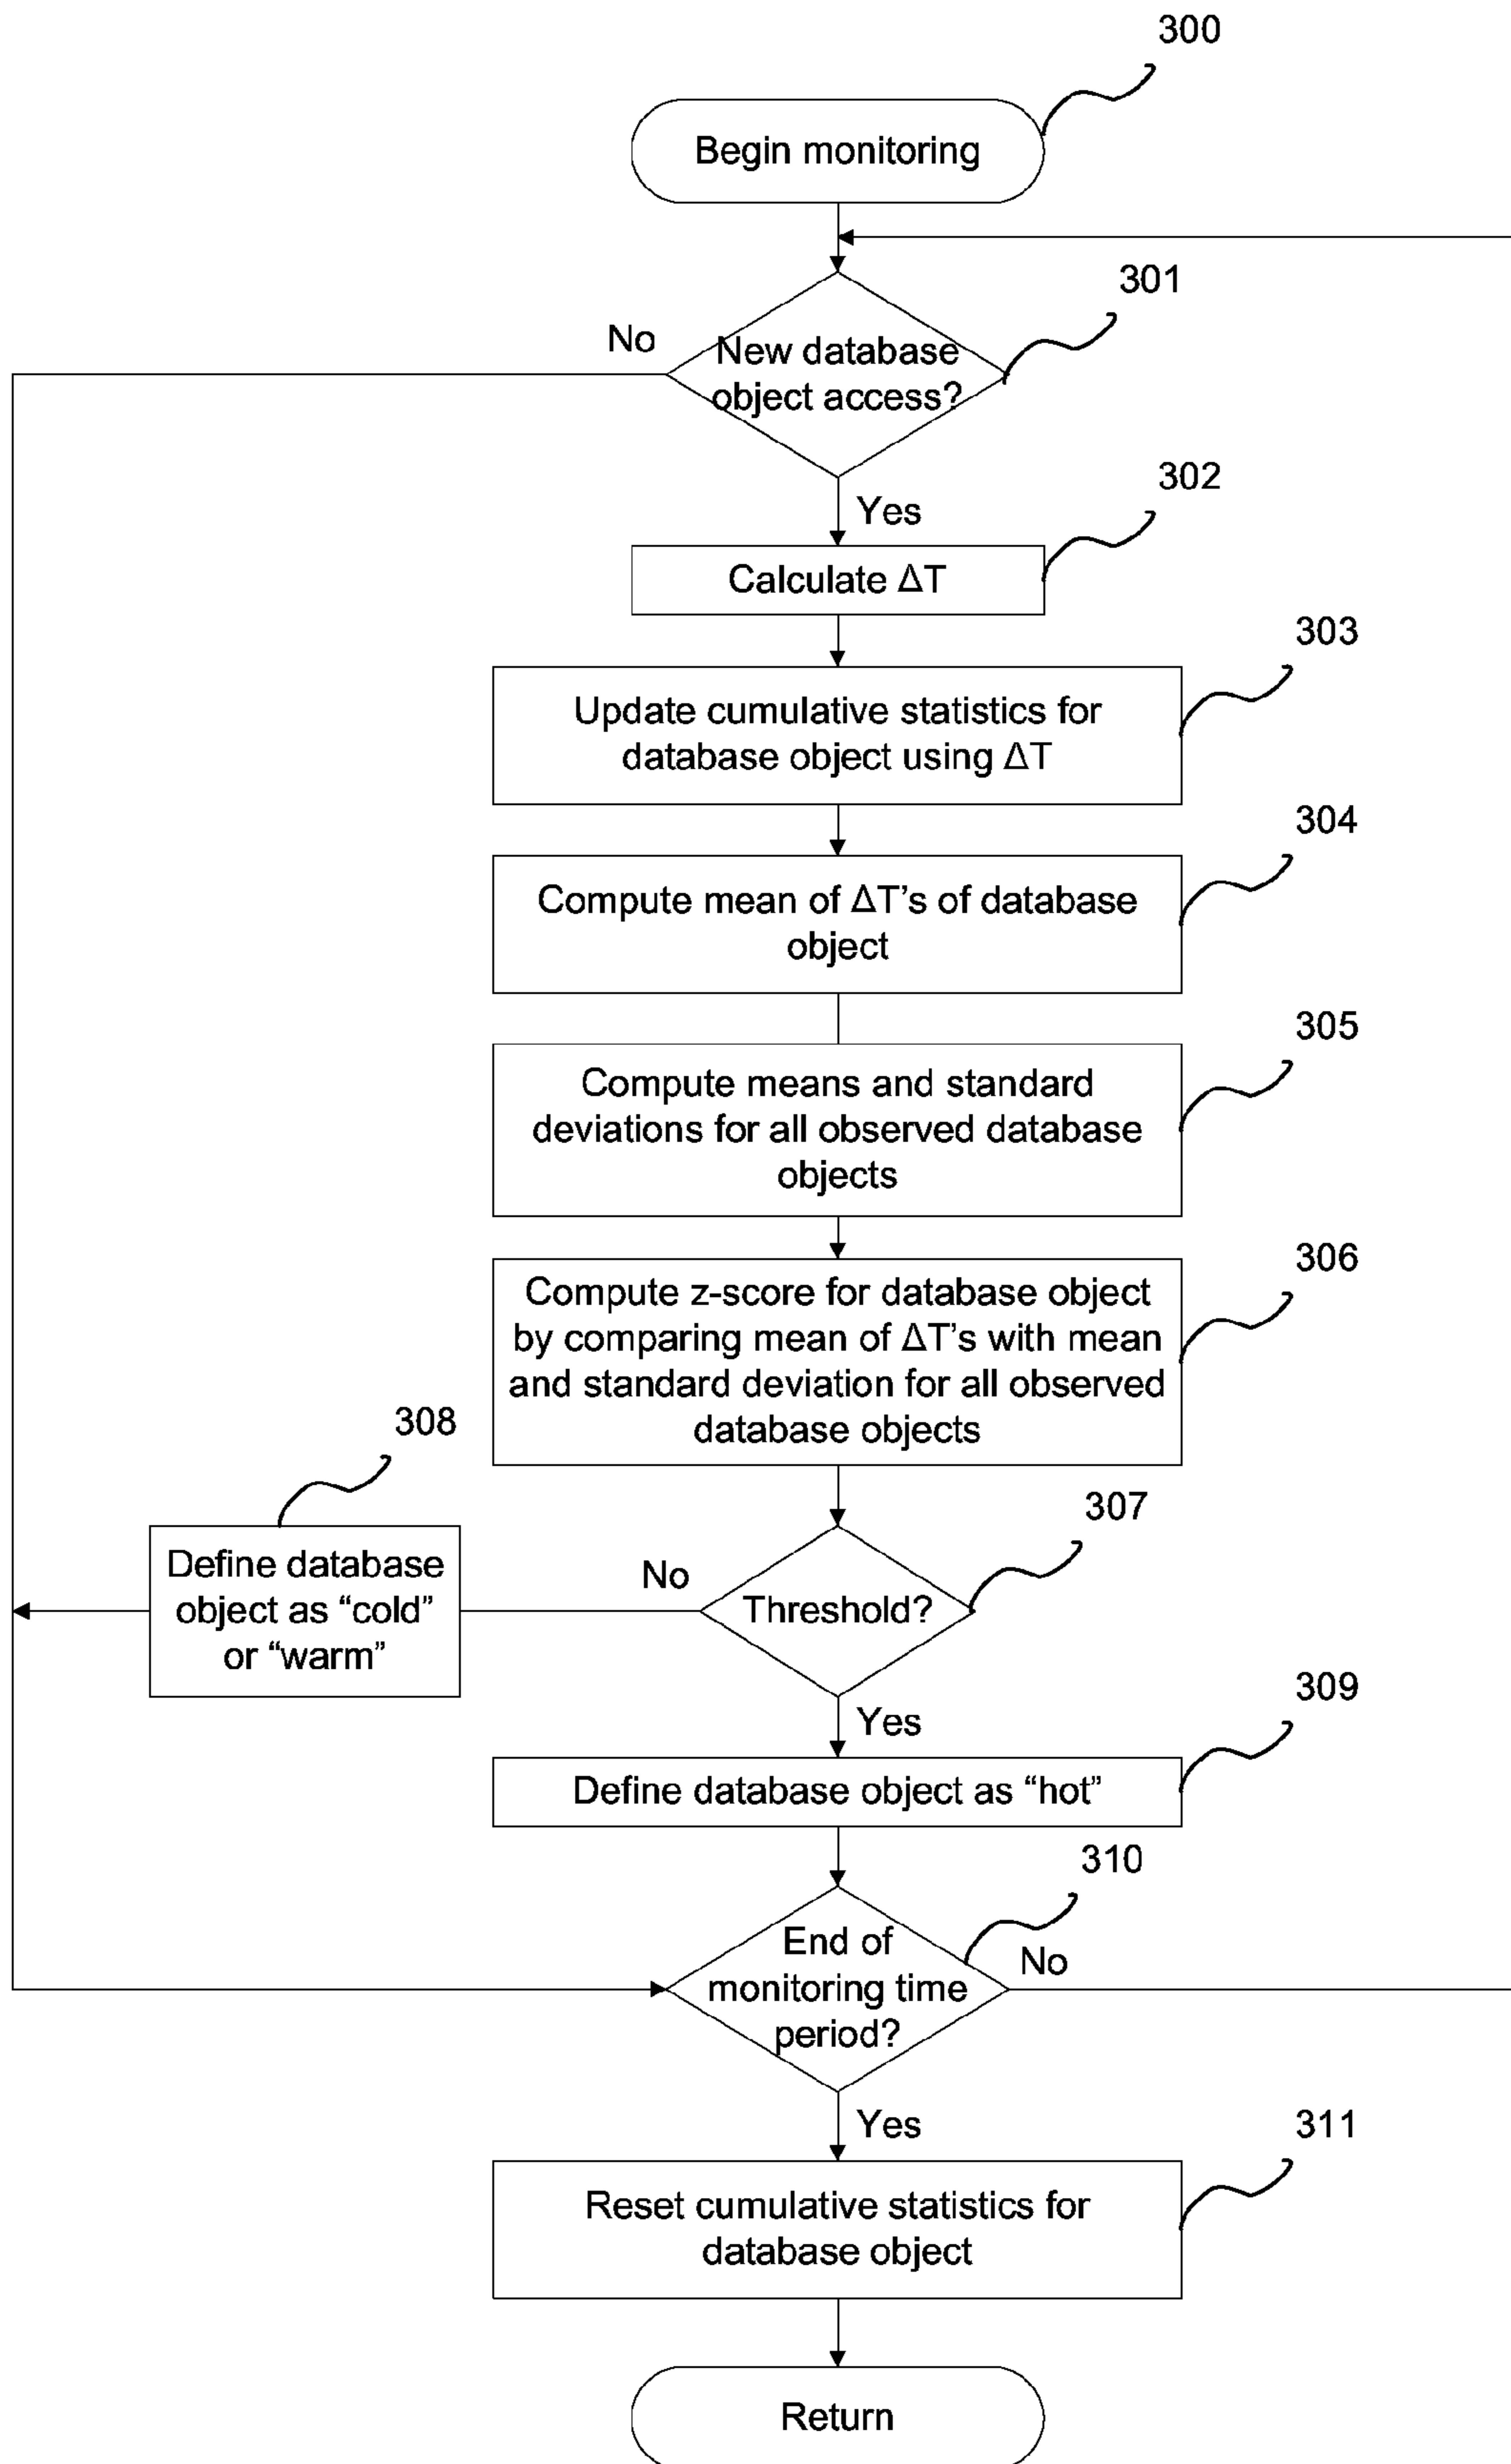 300
Begin monitoring
301
No
New database
object access?
302
Yes
Calculate ΔT
303
Update cumulative statistics for
database object using ΔT
304
Compute mean of ΔT's of database
object
305
Compute means and standard
deviations for all observed database
objects
306
Compute z-score for database object
by comparing mean of ΔT's with mean
and standard deviation for all observed
database objects
308
307
Define database
object as “cold”
or “warm”
No
Threshold?
309
Yes
Define database object as “hot”
310
End of
monitoring time
period?
No
Yes
311
Reset cumulative statistics for
database object
Return